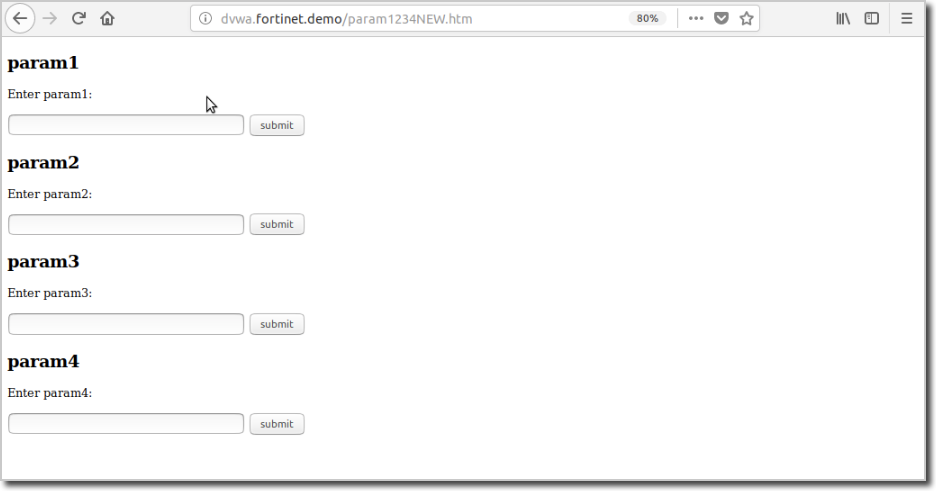 dvwa.fortinet.demo/param1234NEW.htm 80%
param1
Enter param1:
submit
param2
Enter param2:
submit
param3
Enter param3:
submit
param4
Enter param4:
submit